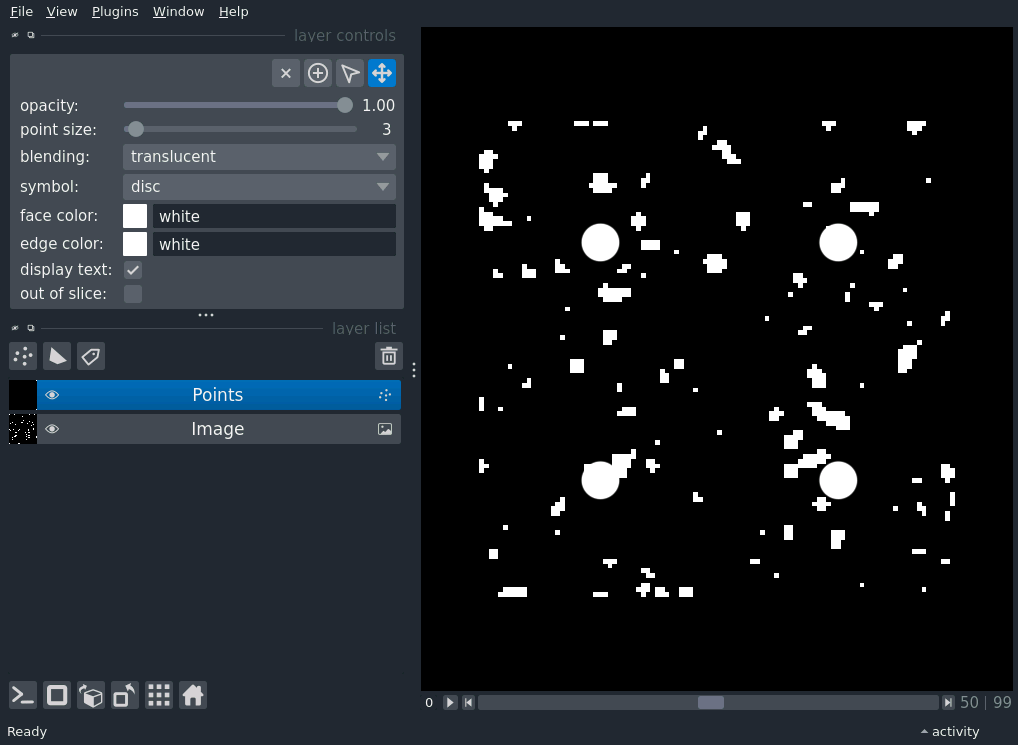 File View Plugins Window Help
layer controls
opacity: 1.00
point size: 3
blending: translucent
symbol: disc
face color: white
edge color: white
display text:
out of slice:
layer list
Points
Image
0 50 | 99
Ready activity